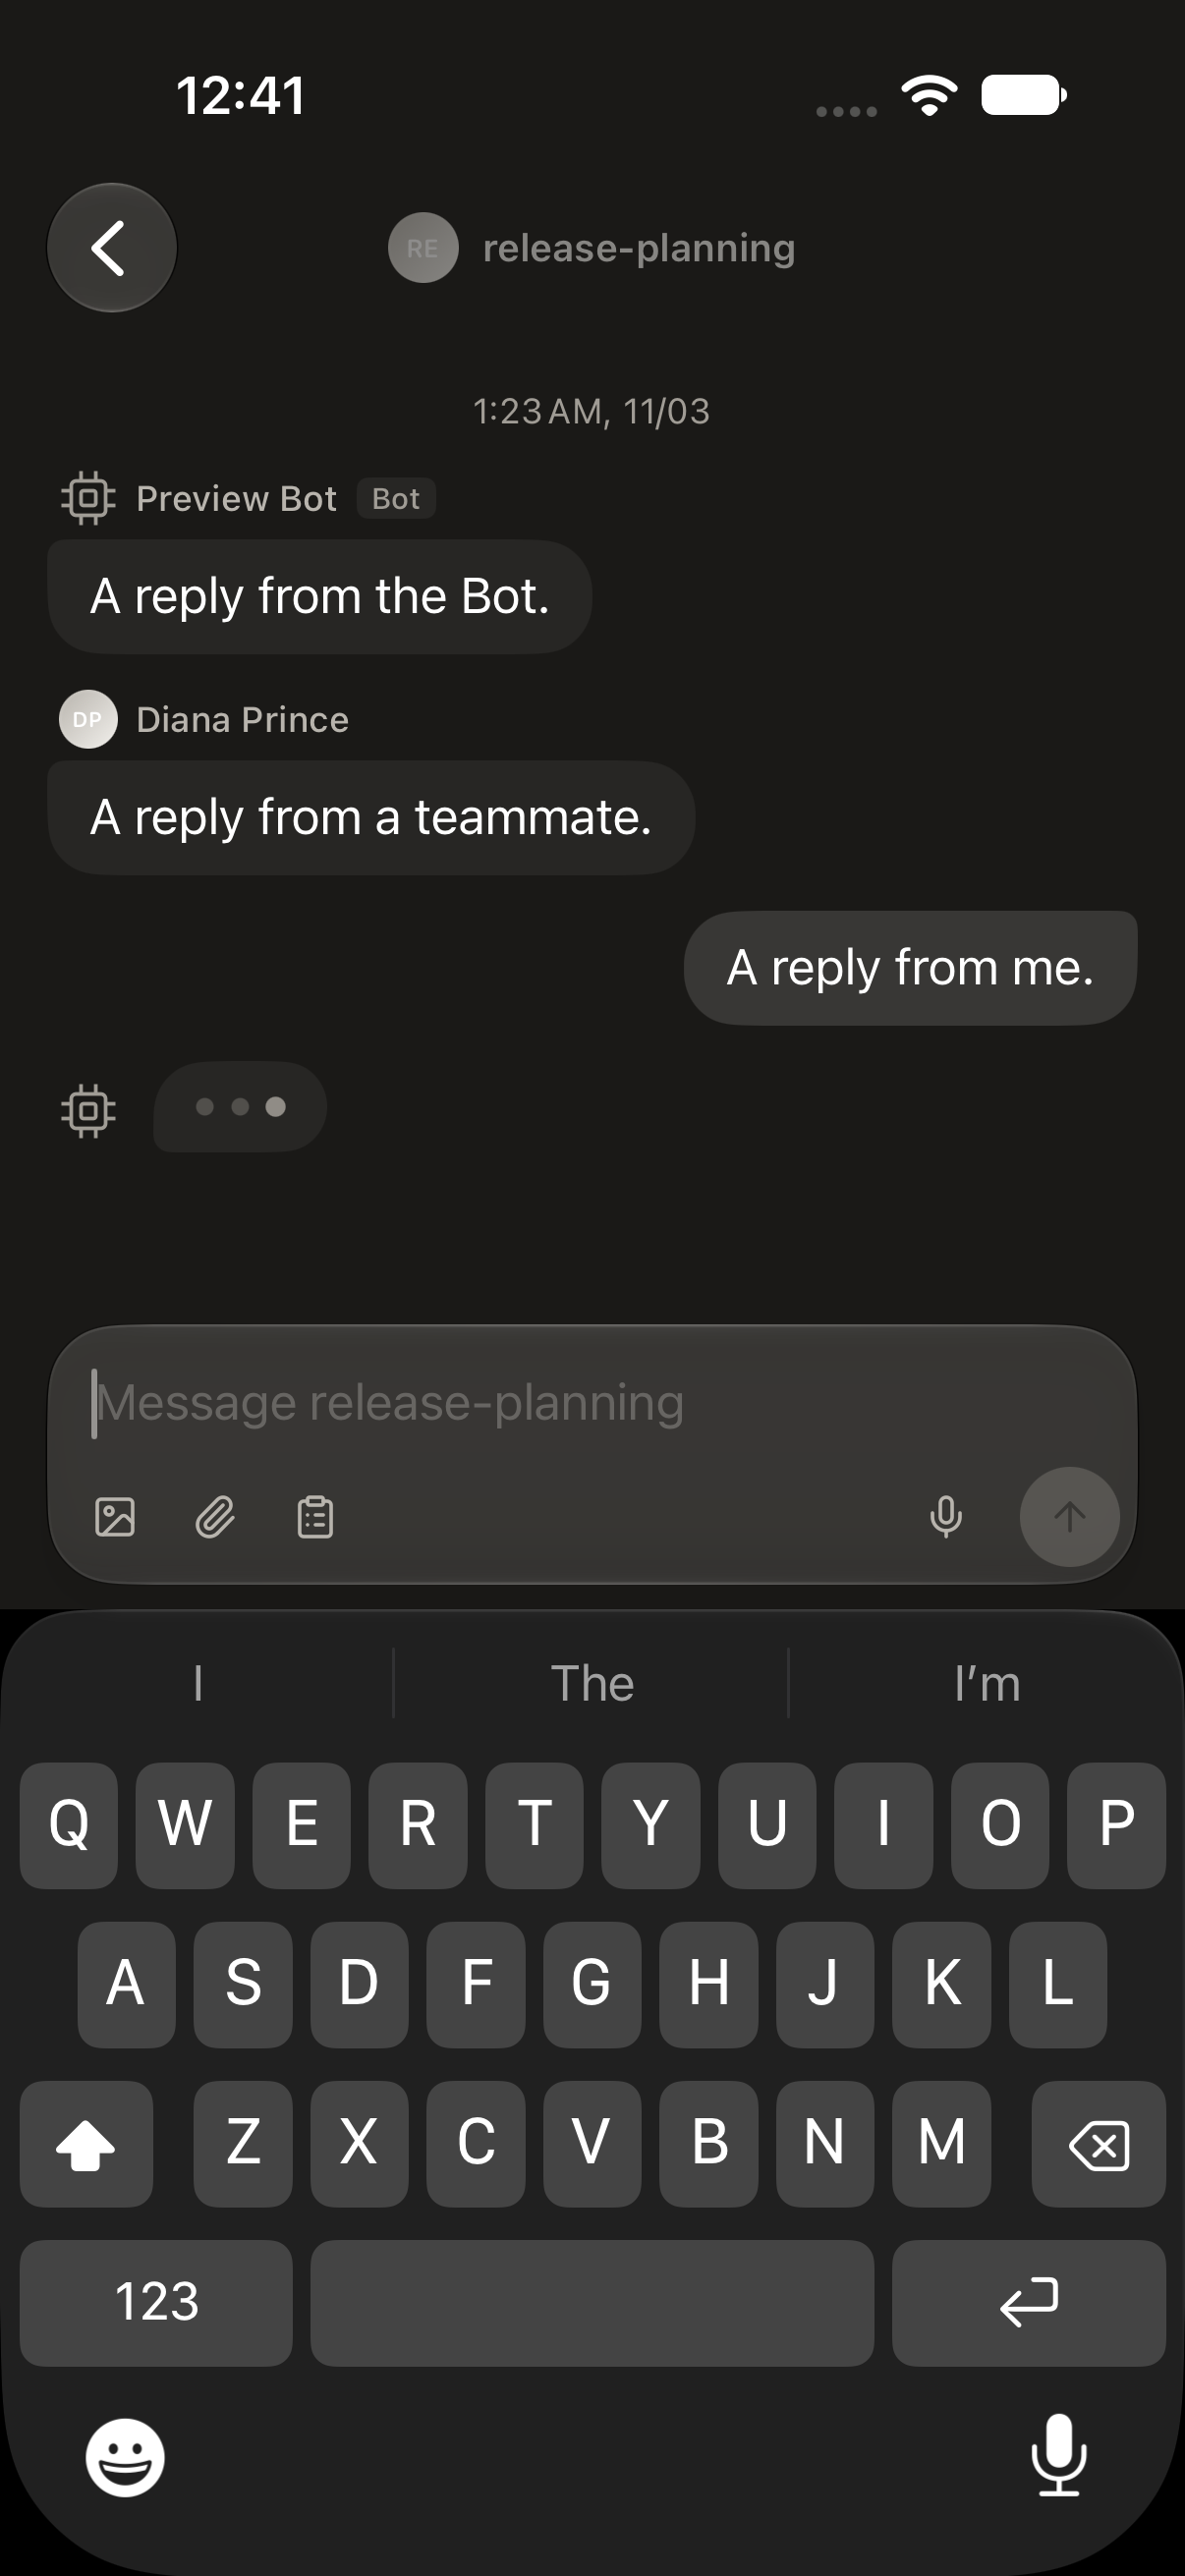 12:41
RE release-planning
1:23 AM, 11/03
Preview Bot Bot
A reply from the Bot.
DP Diana Prince
A reply from a teammate.
A reply from me.
Message release-planning
I The I’m
Q W E R T Y U I O P
A S D F G H J K L
Z X C V B N M
123